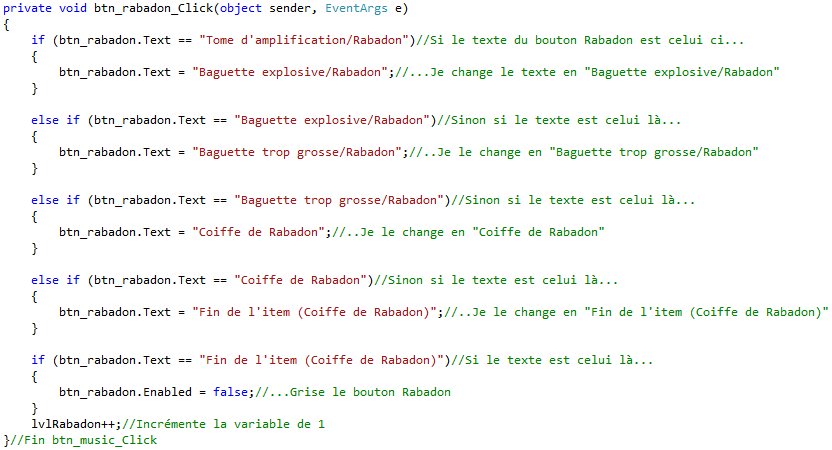 private void btn_rabadon_Click(object sender, EventArgs e)
{
    if (btn_rabadon.Text == "Tome d'amplification/Rabadon")//Si le texte du bouton Rabadon est celui ci...
    {
        btn_rabadon.Text = "Baguette explosive/Rabadon";//...Je change le texte en "Baguette explosive/Rabadon"
    }

    else if (btn_rabadon.Text == "Baguette explosive/Rabadon")//Sinon si le texte est celui là...
    {
        btn_rabadon.Text = "Baguette trop grosse/Rabadon";//..Je le change en "Baguette trop grosse/Rabadon"
    }

    else if (btn_rabadon.Text == "Baguette trop grosse/Rabadon")//Sinon si le texte est celui là...
    {
        btn_rabadon.Text = "Coiffe de Rabadon";//..Je le change en "Coiffe de Rabadon"
    }

    else if (btn_rabadon.Text == "Coiffe de Rabadon")//Sinon si le texte est celui là...
    {
        btn_rabadon.Text = "Fin de l'item (Coiffe de Rabadon)";//..Je le change en "Fin de l'item (Coiffe de Rabadon)"
    }

    if (btn_rabadon.Text == "Fin de l'item (Coiffe de Rabadon)")//Si le texte est celui là...
    {
        btn_rabadon.Enabled = false;//...Grise le bouton Rabadon
    }
    lvlRabadon++;//Incrémente la variable de 1
}//Fin btn_music_Click